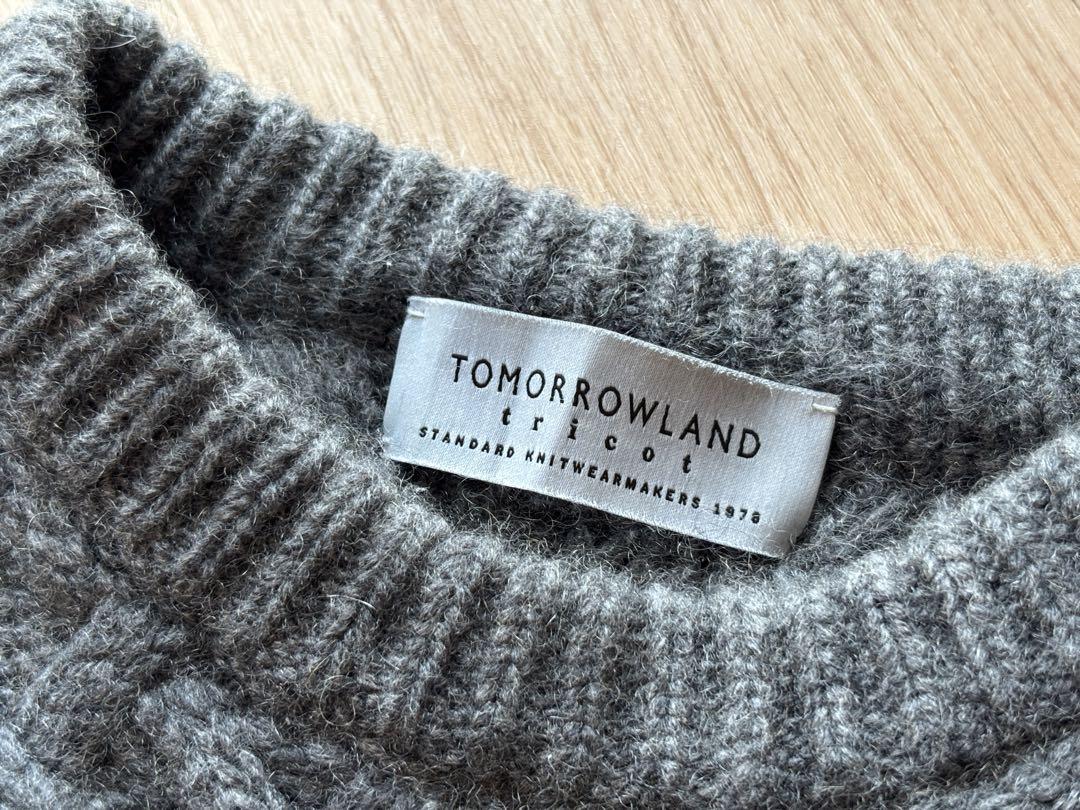 TOMORROWLAND
tricot
STANDARD KNITWEARMAKERS 1978